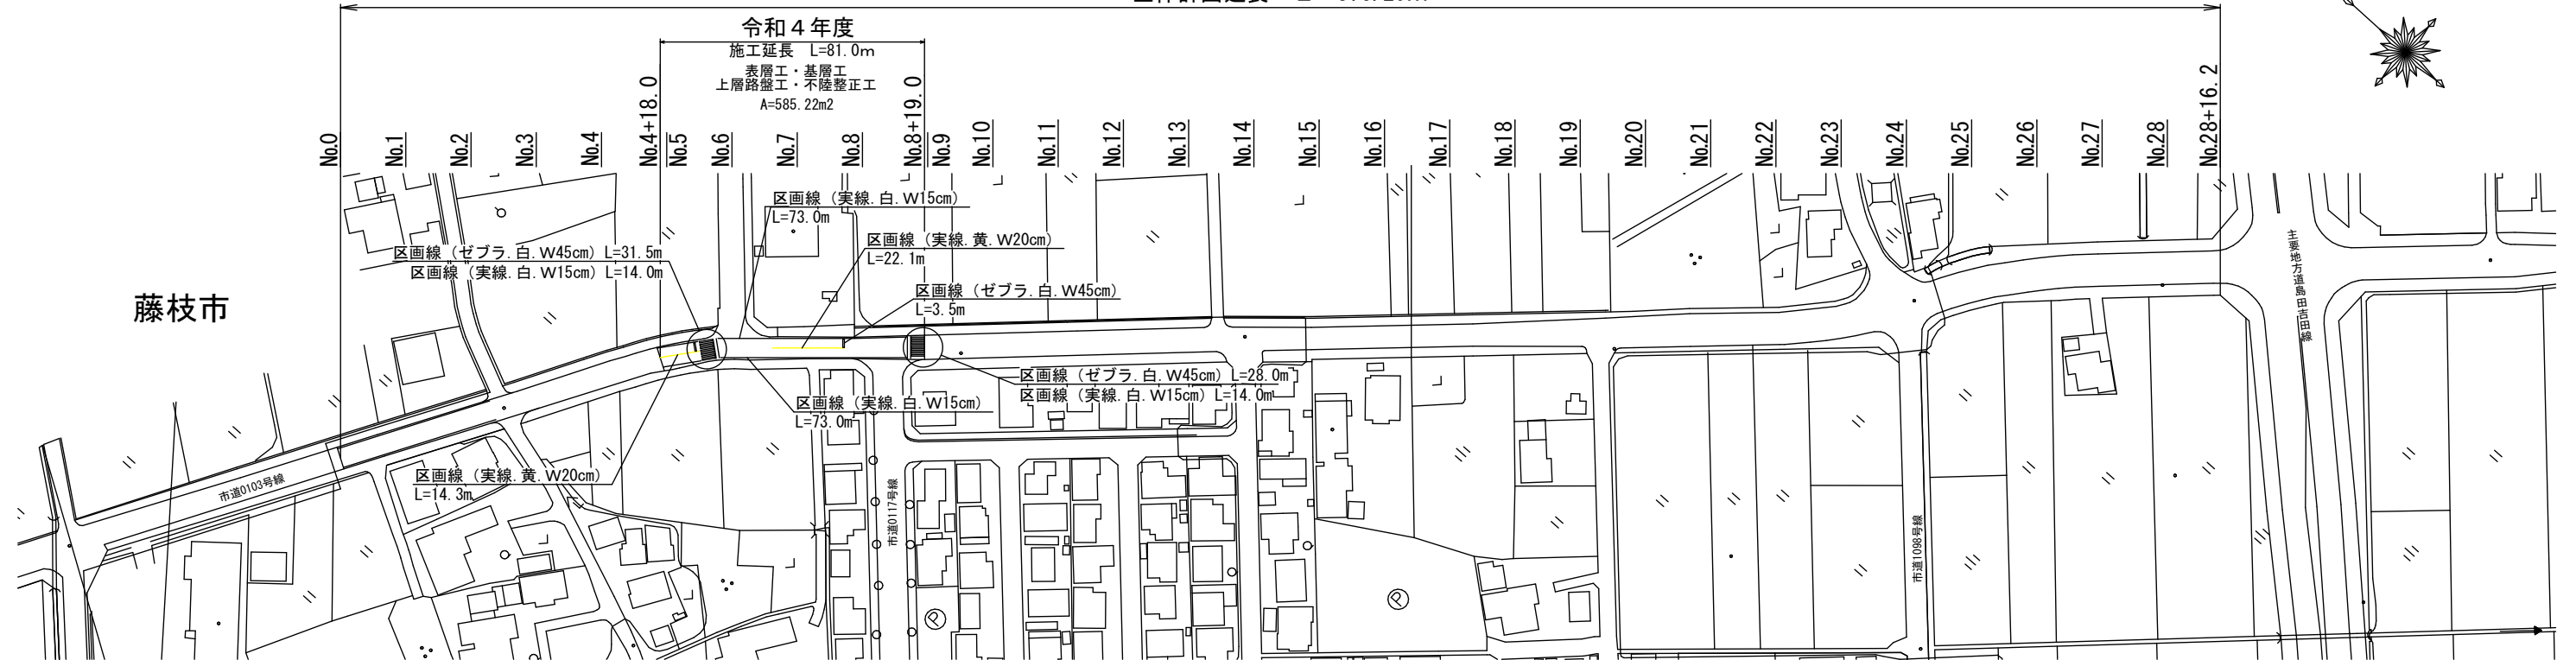 令和４年度
施工延長 L=81.0m
表層工・基層工
上層路盤工・不陸整正工
A=585.22m2
No.0
No.1
No.2
No.3
No.4
No.4+18.0
No.5
No.6
No.7
No.8
No.8+19.0
No.9
No.10
No.11
No.12
No.13
No.14
No.15
No.16
No.17
No.18
No.19
No.20
No.21
No.22
No.23
No.24
No.25
No.26
No.27
No.28
No.28+16.2
区画線（実線.白.W15cm）
L=73.0m
区画線（実線.黄.W20cm）
L=22.1m
区画線（ゼブラ.白.W45cm）L=31.5m
区画線（実線.白.W15cm）L=14.0m
区画線（ゼブラ.白.W45cm）
L=3.5m
藤枝市
主要地方道島田吉田線
区画線（ゼブラ.白.W45cm）L=28.0m
区画線（実線.白.W15cm）L=14.0m
区画線（実線.白.W15cm）
L=73.0m
区画線（実線.黄.W20cm）
L=14.3m
市道0103号線
市道0117号線
市道1098号線
P
P